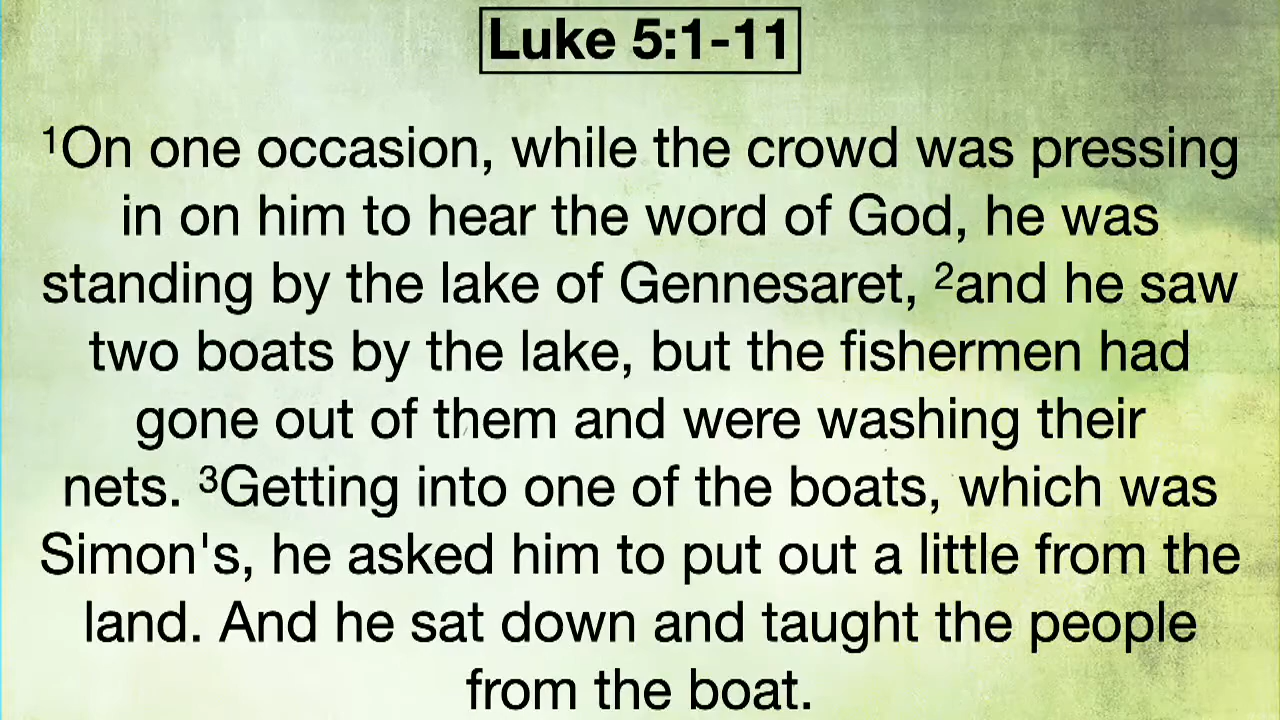 Luke 5:1-11
¹On one occasion, while the crowd was pressing
in on him to hear the word of God, he was
standing by the lake of Gennesaret, ²and he saw
two boats by the lake, but the fishermen had
gone out of them and were washing their
nets. ³Getting into one of the boats, which was
Simon's, he asked him to put out a little from the
land. And he sat down and taught the people
from the boat.